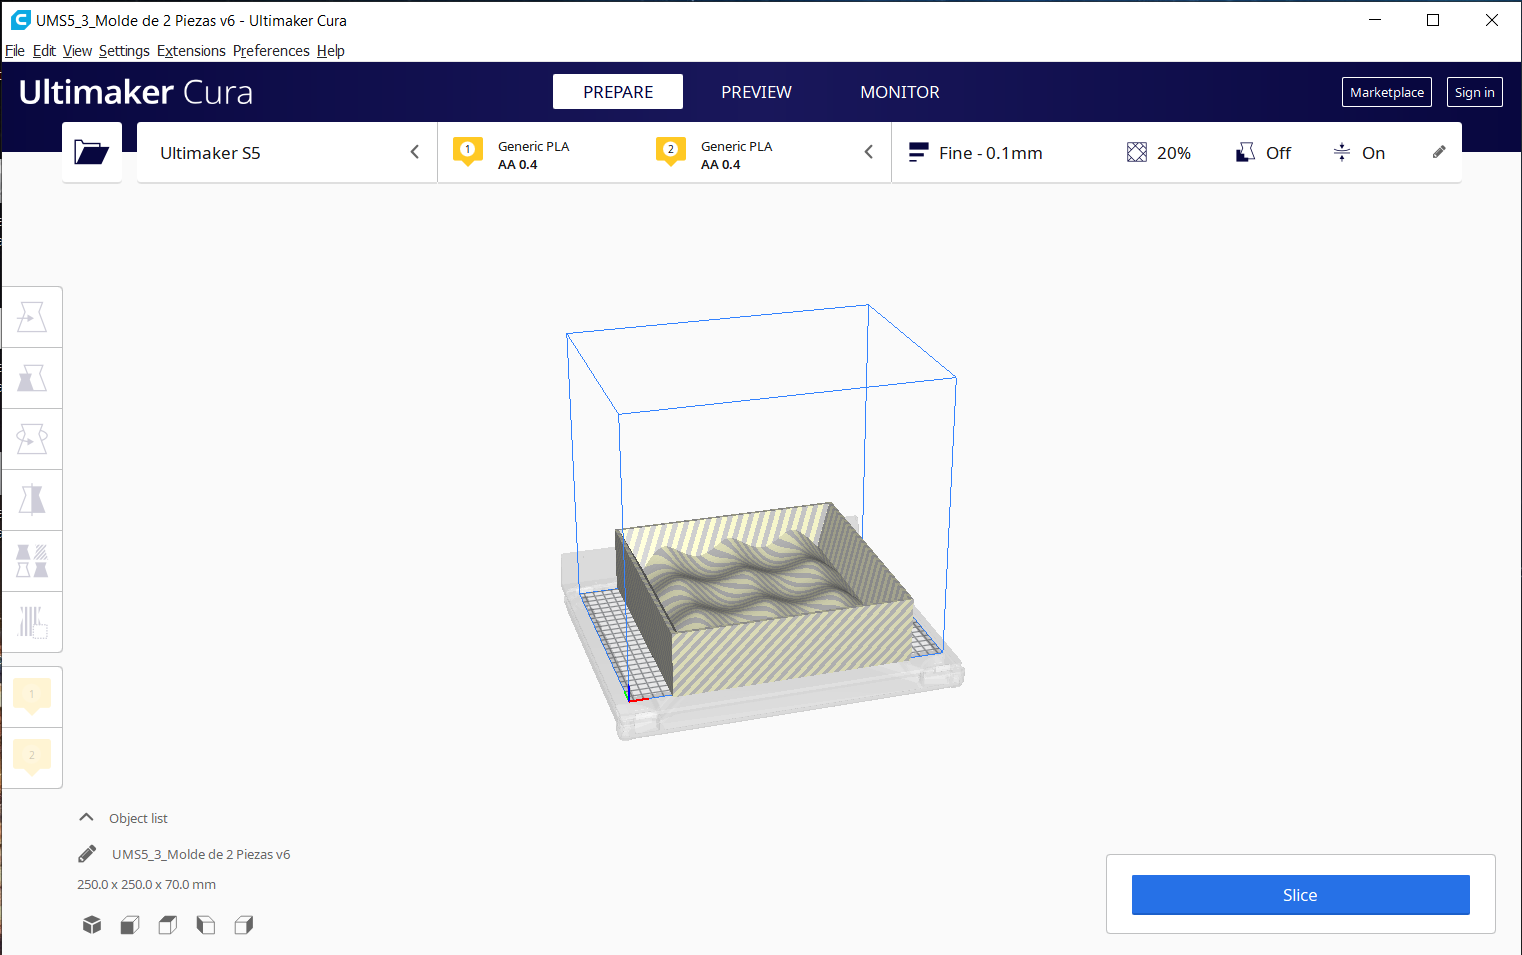 UMS5_3_Molde de 2 Piezas v6 - Ultimaker Cura
File Edit View Settings Extensions Preferences Help
Ultimaker Cura
PREPARE PREVIEW MONITOR
Marketplace Sign in
Ultimaker S5
1 Generic PLA
AA 0.4
2 Generic PLA
AA 0.4
Fine - 0.1mm 20% Off On
1
2
Object list
UMS5_3_Molde de 2 Piezas v6
250.0 x 250.0 x 70.0 mm
Slice